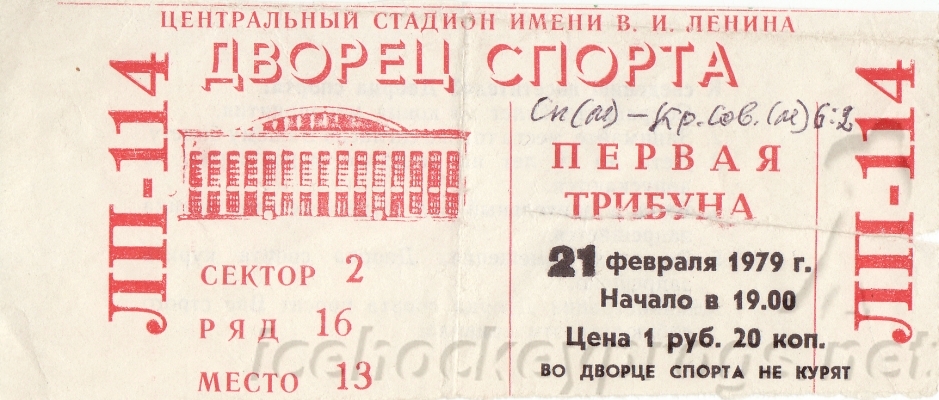 ЦЕНТРАЛЬНЫЙ СТАДИОН ИМЕНИ В. И. ЛЕНИНА
ДВОРЕЦ СПОРТА
ЛП-114
Сп(м) – Кр.Сов.(м) 6:2
ПЕРВАЯ
ТРИБУНА
СЕКТОР 2
РЯД 16
МЕСТО 13
21 февраля 1979 г.
Начало в 19.00
Цена 1 руб. 20 коп.
ВО ДВОРЦЕ СПОРТА НЕ КУРЯТ
ЛП-114
icehockeyprogs.net